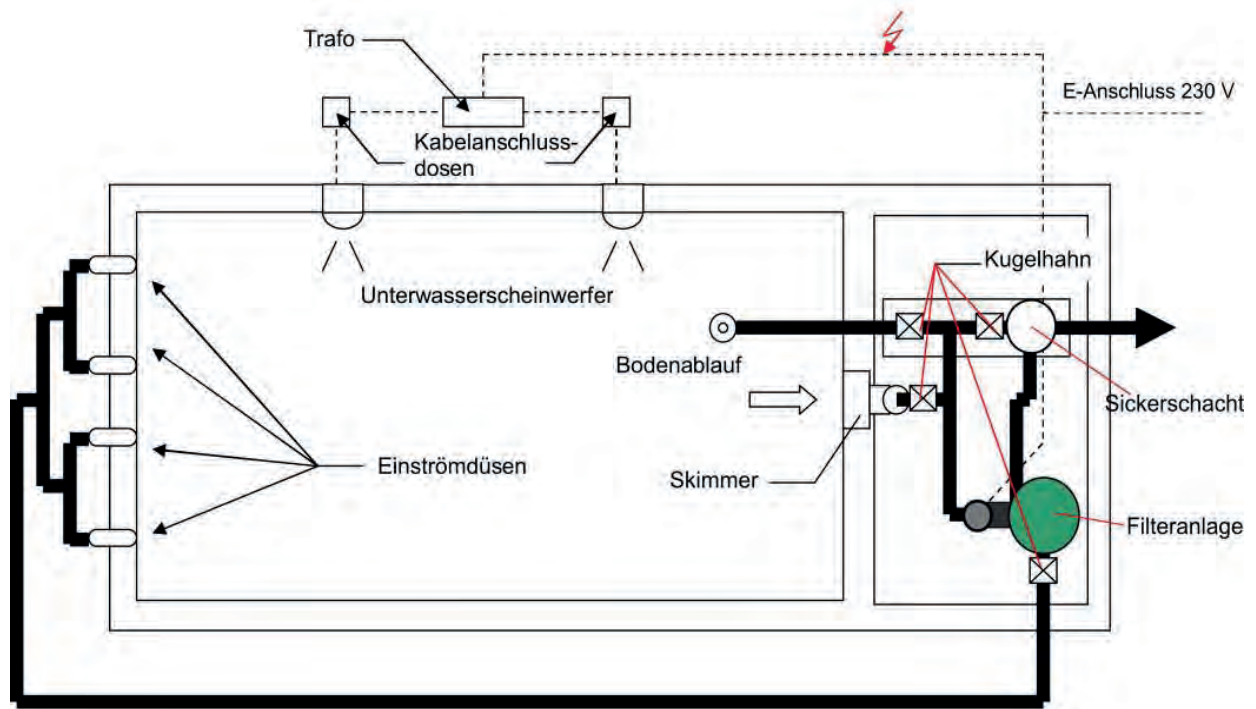 Trafo
E-Anschluss 230 V
Kabelanschluss-
dosen
Kugelhahn
Unterwasserscheinwerfer
Bodenablauf
Sickerschacht
Einströmdüsen
Skimmer
Filteranlage